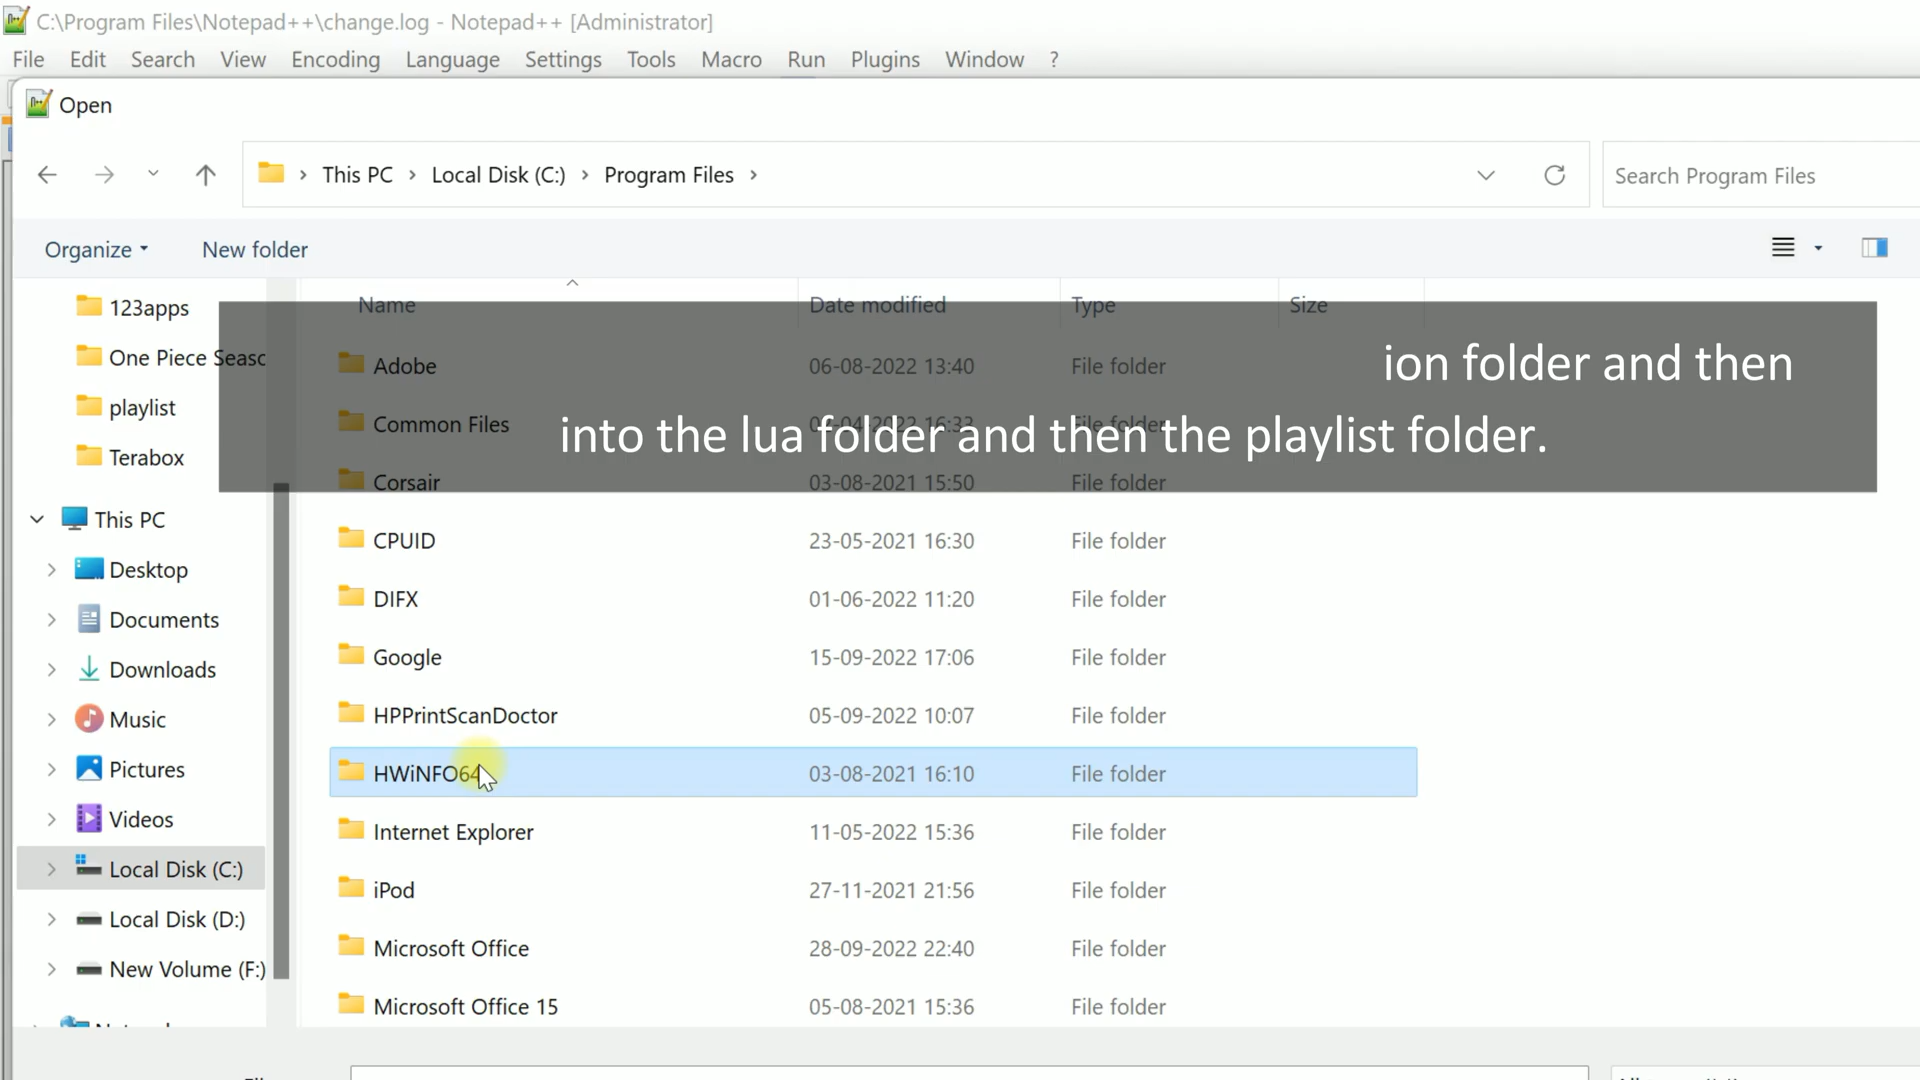 C:\Program Files\Notepad++\change.log - Notepad++ [Administrator]
File Edit Search View Encoding Language Settings Tools Macro Run Plugins Window ?
Open
This PC Local Disk (C:) Program Files
Search Program Files
Organize New folder
123apps
One Piece Seasc
playlist
Terabox
This PC
Desktop
Documents
Downloads
Music
Pictures
Videos
Local Disk (C:)
Local Disk (D:)
New Volume (F:)
Name Date modified Type Size
Adobe 06-08-2022 13:40 File folder
Common Files 02-04-2022 16:33 File folder
Corsair 03-08-2021 15:50 File folder
CPUID 23-05-2021 16:30 File folder
DIFX 01-06-2022 11:20 File folder
Google 15-09-2022 17:06 File folder
HPPrintScanDoctor 05-09-2022 10:07 File folder
HWiNFO64 03-08-2021 16:10 File folder
Internet Explorer 11-05-2022 15:36 File folder
iPod 27-11-2021 21:56 File folder
Microsoft Office 28-09-2022 22:40 File folder
Microsoft Office 15 05-08-2021 15:36 File folder
ion folder and then
into the lua folder and then the playlist folder.